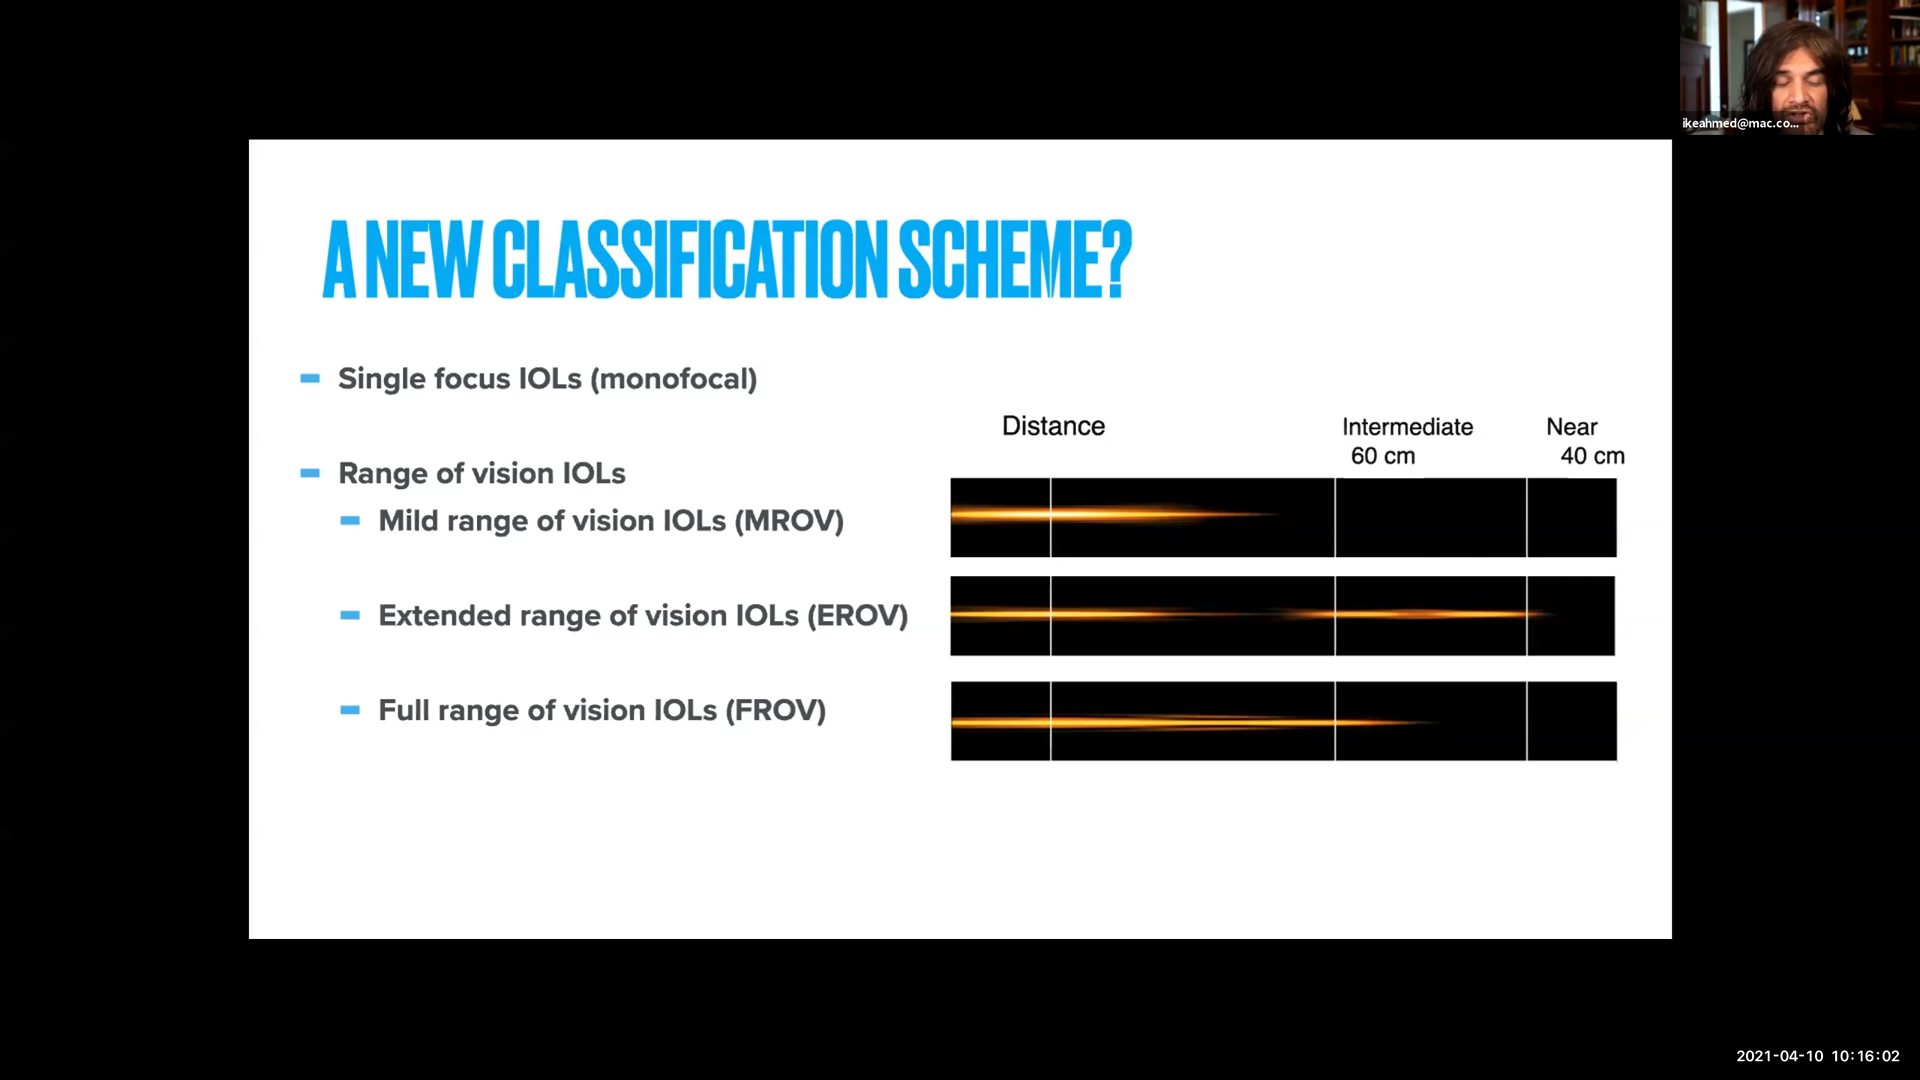 ikeahmed@mac.co...
A NEW CLASSIFICATION SCHEME?
Single focus IOLs (monofocal)
Range of vision IOLs
Mild range of vision IOLs (MROV)
Extended range of vision IOLs (EROV)
Full range of vision IOLs (FROV)
Distance
Intermediate
60 cm
Near
40 cm
2021-04-10 10:16:02